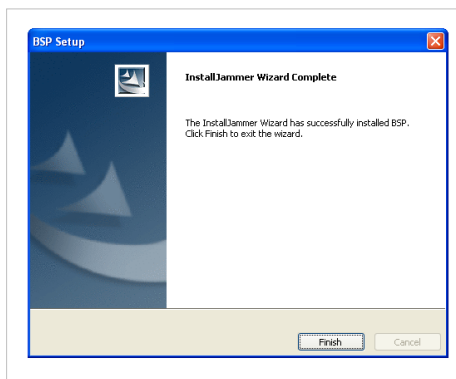 BSP Setup
InstallJammer Wizard Complete
The InstallJammer Wizard has successfully installed BSP.
Click Finish to exit the wizard.
Finish
Cancel